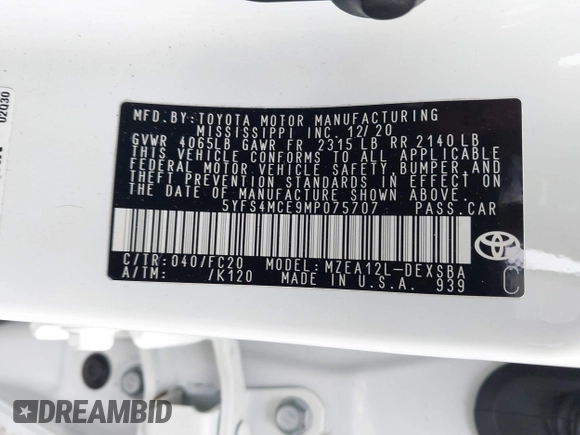 MFD.BY:TOYOTA MOTOR MANUFACTURING
MISSISSIPPI INC. 12/20
GVWR 4065LB GAWR FR 2315 LB RR 2140 LB
THIS VEHICLE CONFORMS TO ALL APPLICABLE
FEDERAL MOTOR VEHICLE SAFETY, BUMPER, AND
THEFT PREVENTION STANDARDS IN EFFECT ON
THE DATE OF MANUFACTURE SHOWN ABOVE.
5YFS4MCE9MP075707 PASS.CAR
C/TR:040/FC20 MODEL:MZEA12L-DEXSBA
A/TM: /K120 MADE IN U.S.A. 939
C
02030
DREAMBID